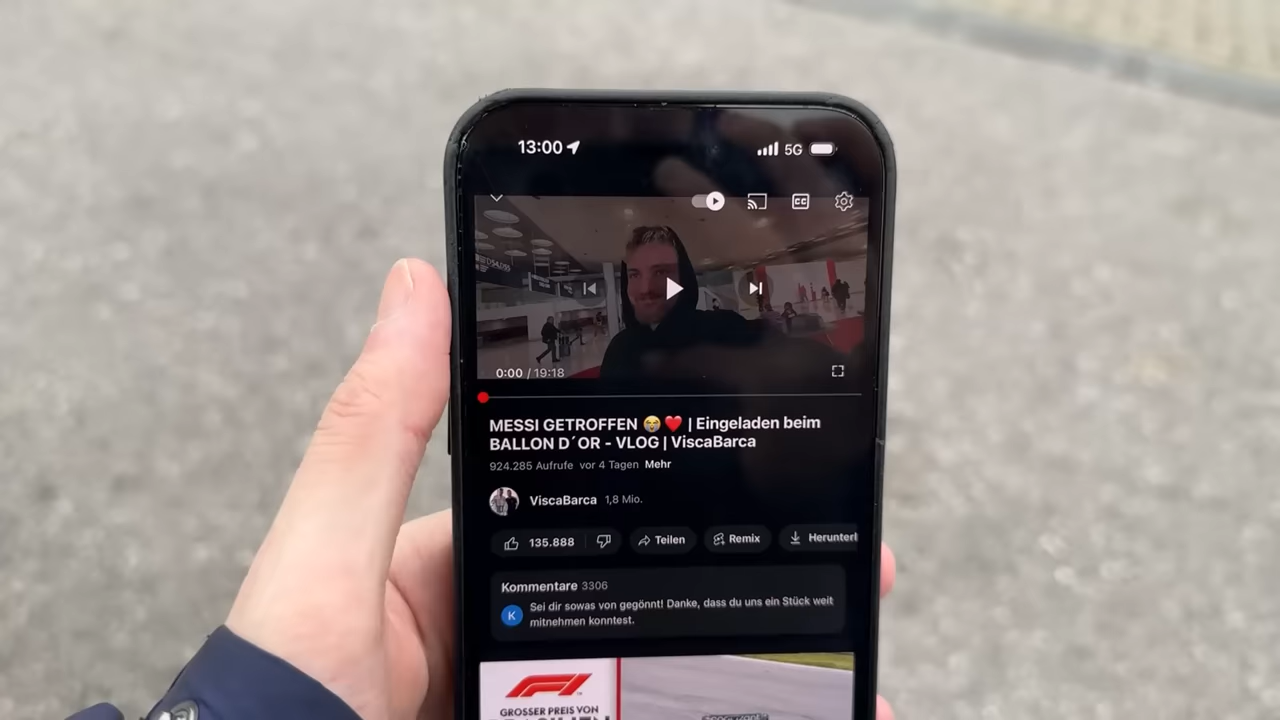 13:00
5G
CC
0:00 / 19:18
MESSI GETROFFEN 😭❤️ | Eingeladen beim
BALLON D´OR - VLOG | ViscaBarca
924.285 Aufrufe vor 4 Tagen Mehr
ViscaBarca 1,8 Mio.
135.888
Teilen
Remix
Herunterl
Kommentare 3306
K
Sei dir sowas von gegönnt! Danke, dass du uns ein Stück weit
mitnehmen konntest.
F1
GROSSER PREIS VON